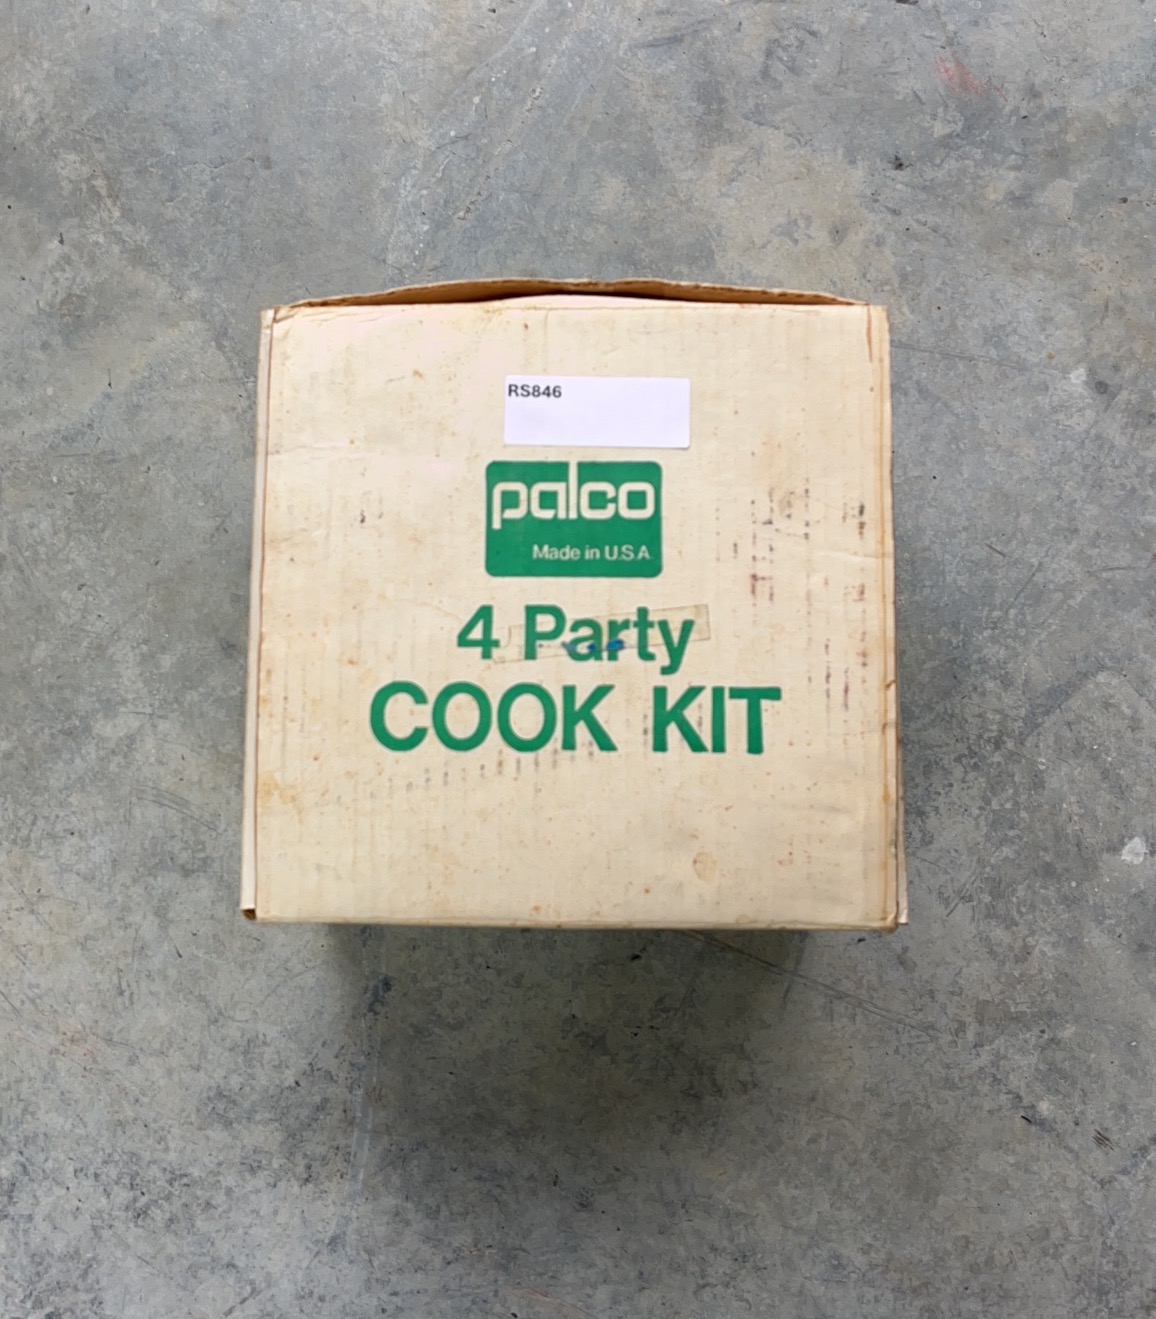 RS846
palco
Made in U.S.A
4 Party
COOK KIT